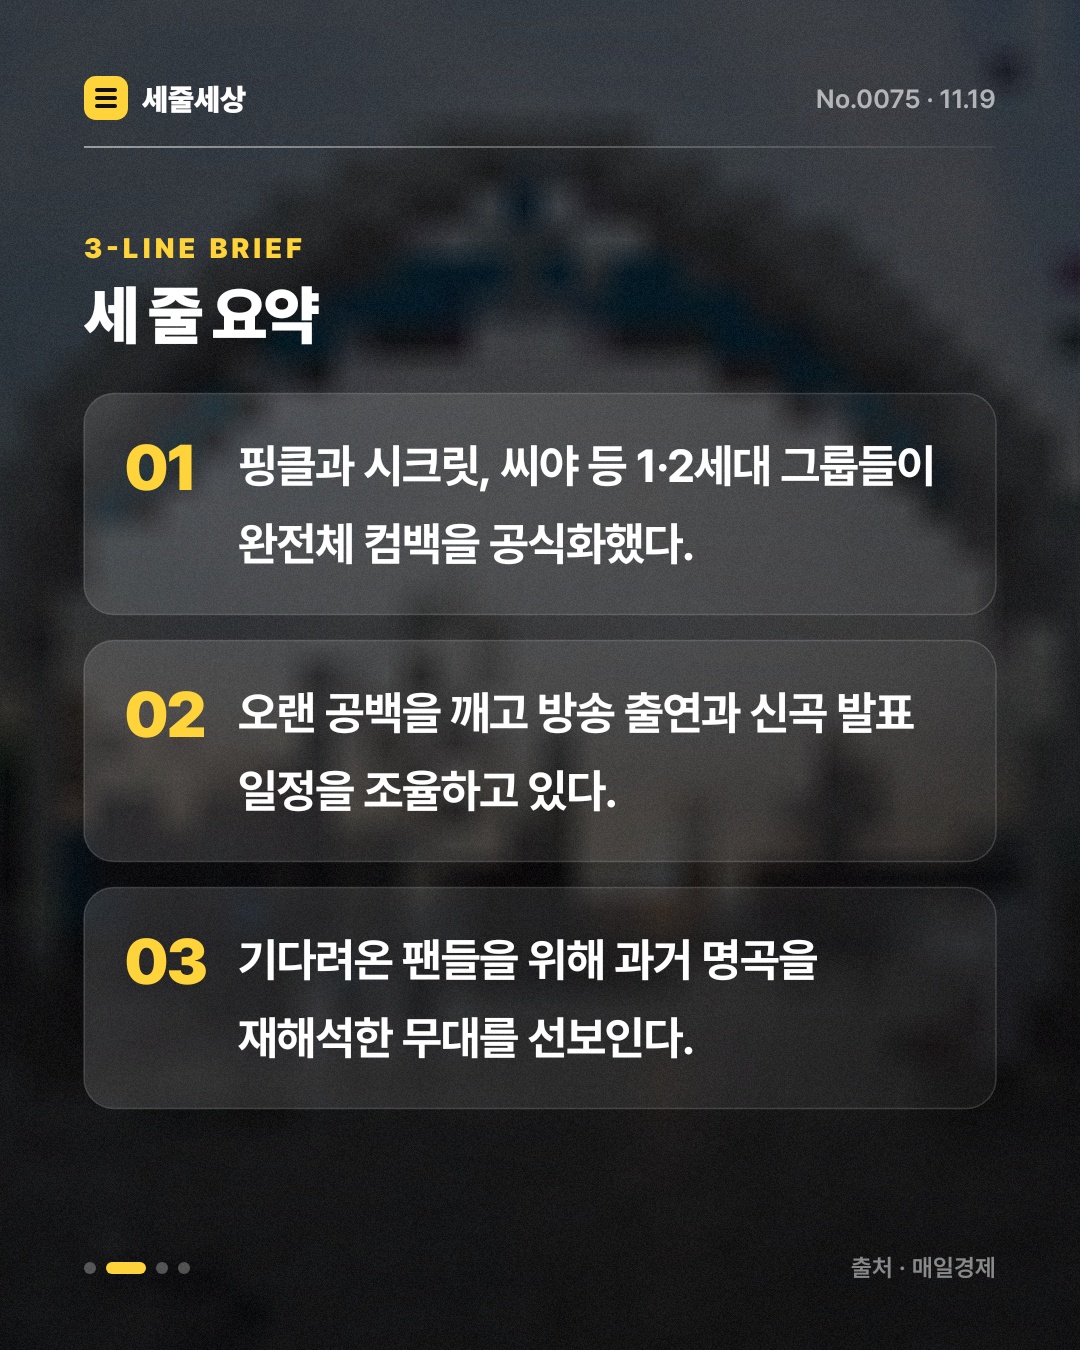 세줄세상
No.0075 · 11.19
3-LINE BRIEF
세 줄 요약
01 핑클과 시크릿, 씨야 등 1·2세대 그룹들이
완전체 컴백을 공식화했다.
02 오랜 공백을 깨고 방송 출연과 신곡 발표
일정을 조율하고 있다.
03 기다려온 팬들을 위해 과거 명곡을
재해석한 무대를 선보인다.
출처 · 매일경제